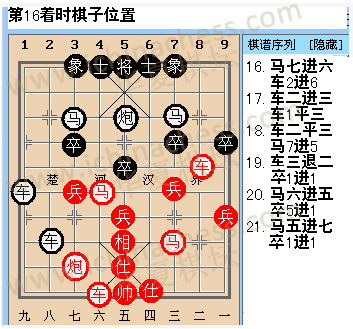 第16着时棋子位置
1 2 3 4 5 6 7 8 9
象 士 将 士 象
马 炮 马
卒 卒 卒
卒 车
楚 河 汉 界
车 兵 马 兵
兵 兵
车 相 马
炮 仕
车 帅 仕
九 八 七 六 五 四 三 二 一
棋谱序列 [隐藏]
16. 马七进六
车2进6
17. 车二进三
车1平三
18. 车二平三
马7进5
19. 车三退二
卒1进1
20. 马六进五
卒5进1
21. 马五进七
卒1进1